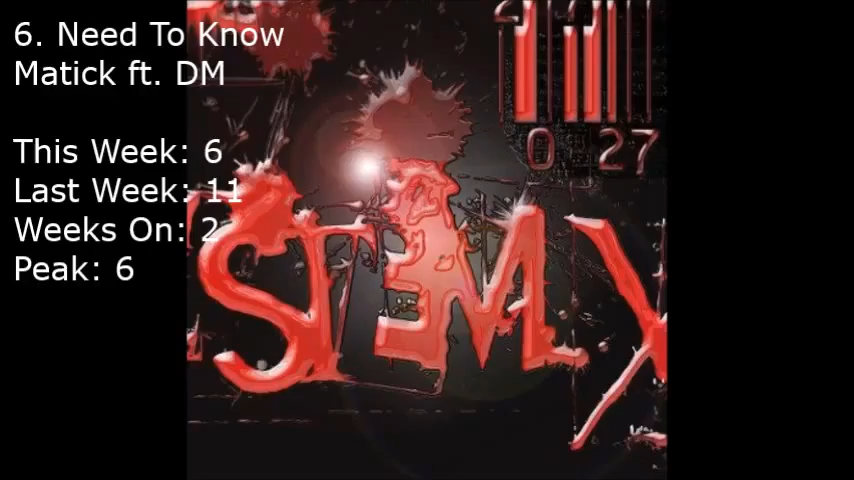 6. Need To Know
Matick ft. DM
This Week: 6
Last Week: 11
Weeks On: 2
Peak: 6
0 27